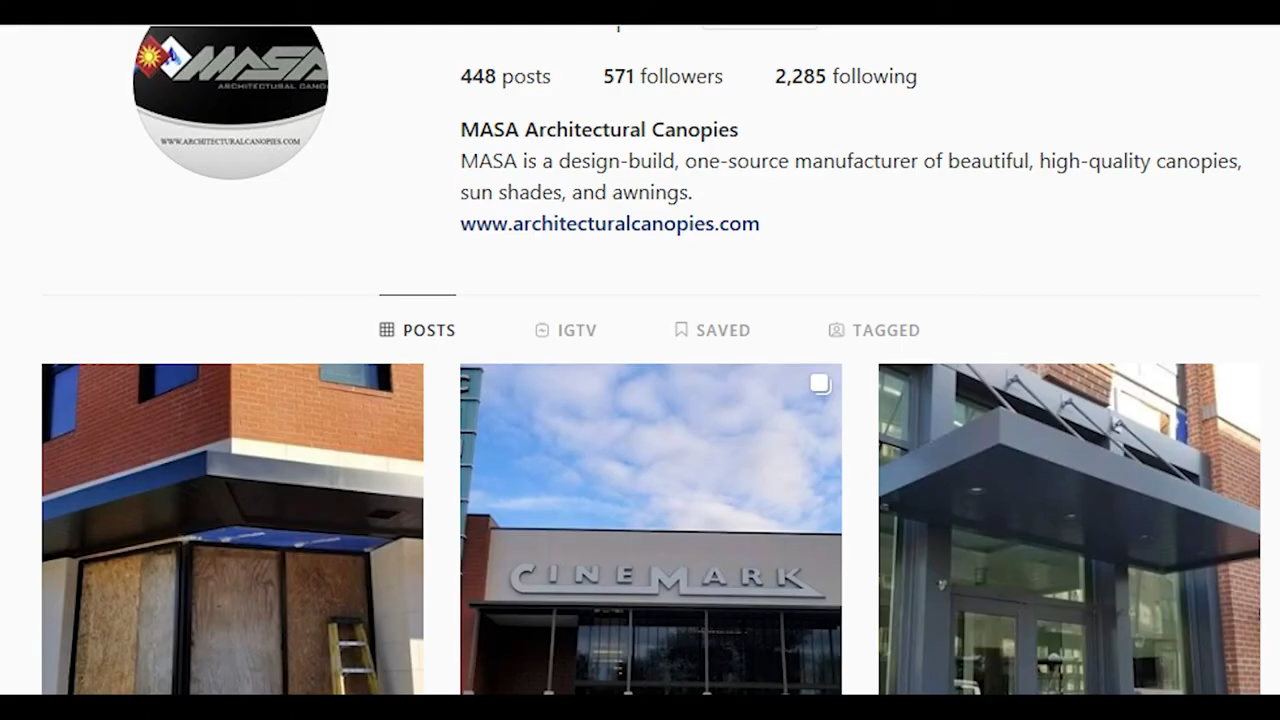 448 posts 571 followers 2,285 following
MASA
ARCHITECTURAL CANO
WWW.ARCHITECTURALCANOPIES.COM
MASA Architectural Canopies
MASA is a design-build, one-source manufacturer of beautiful, high-quality canopies,
sun shades, and awnings.
www.architecturalcanopies.com
POSTS IGTV SAVED TAGGED
CINEMARK